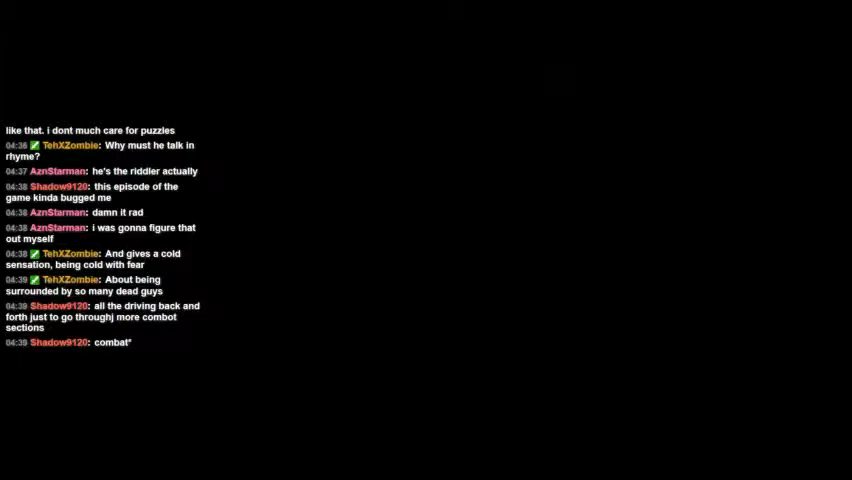 like that. i dont much care for puzzles
04:36 TehXZombie: Why must he talk in
rhyme?
04:37 AznStarman: he's the riddler actually
04:38 Shadow9120: this episode of the
game kinda bugged me
04:38 AznStarman: damn it rad
04:38 AznStarman: i was gonna figure that
out myself
04:38 TehXZombie: And gives a cold
sensation, being cold with fear
04:39 TehXZombie: About being
surrounded by so many dead guys
04:39 Shadow9120: all the driving back and
forth just to go throughj more combot
sections
04:39 Shadow9120: combat*